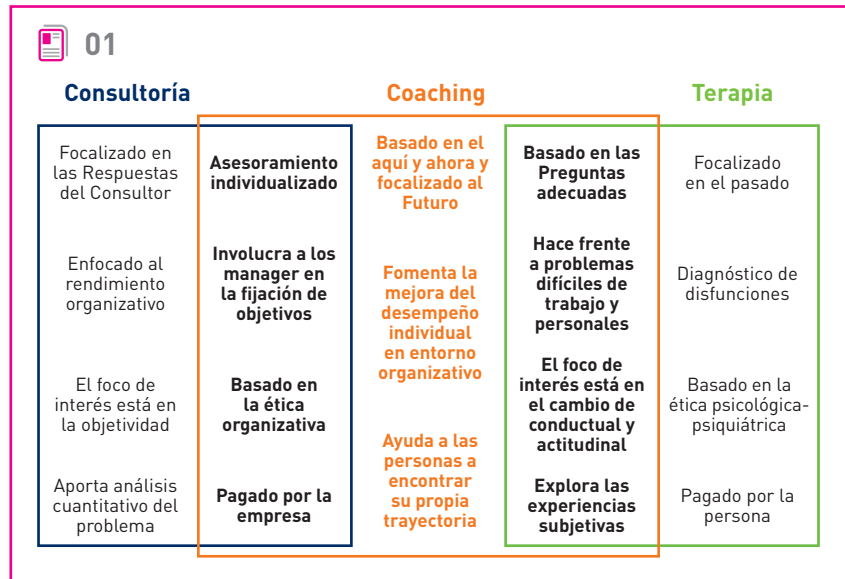 01
Consultoría
Coaching
Terapia
Focalizado en
las Respuestas
del Consultor
Asesoramiento
individualizado
Basado en el
aquí y ahora y
focalizado al
Futuro
Basado en las
Preguntas
adecuadas
Focalizado
en el pasado
Enfocado al
rendimiento
organizativo
Involucra a los
manager en
la fijación de
objetivos
Fomenta la
mejora del
desempeño
individual
en entorno
organizativo
Hace frente
a problemas
difíciles de
trabajo y
personales
Diagnóstico de
disfunciones
El foco de
interés está en
la objetividad
Basado en
la ética
organizativa
El foco de
interés está en
el cambio de
conductual y
actitudinal
Basado en la
ética psicológica-
psiquiátrica
Aporta análisis
cuantitativo del
problema
Pagado por la
empresa
Ayuda a las
personas a
encontrar
su propia
trayectoria
Explora las
experiencias
subjetivas
Pagado por la
persona